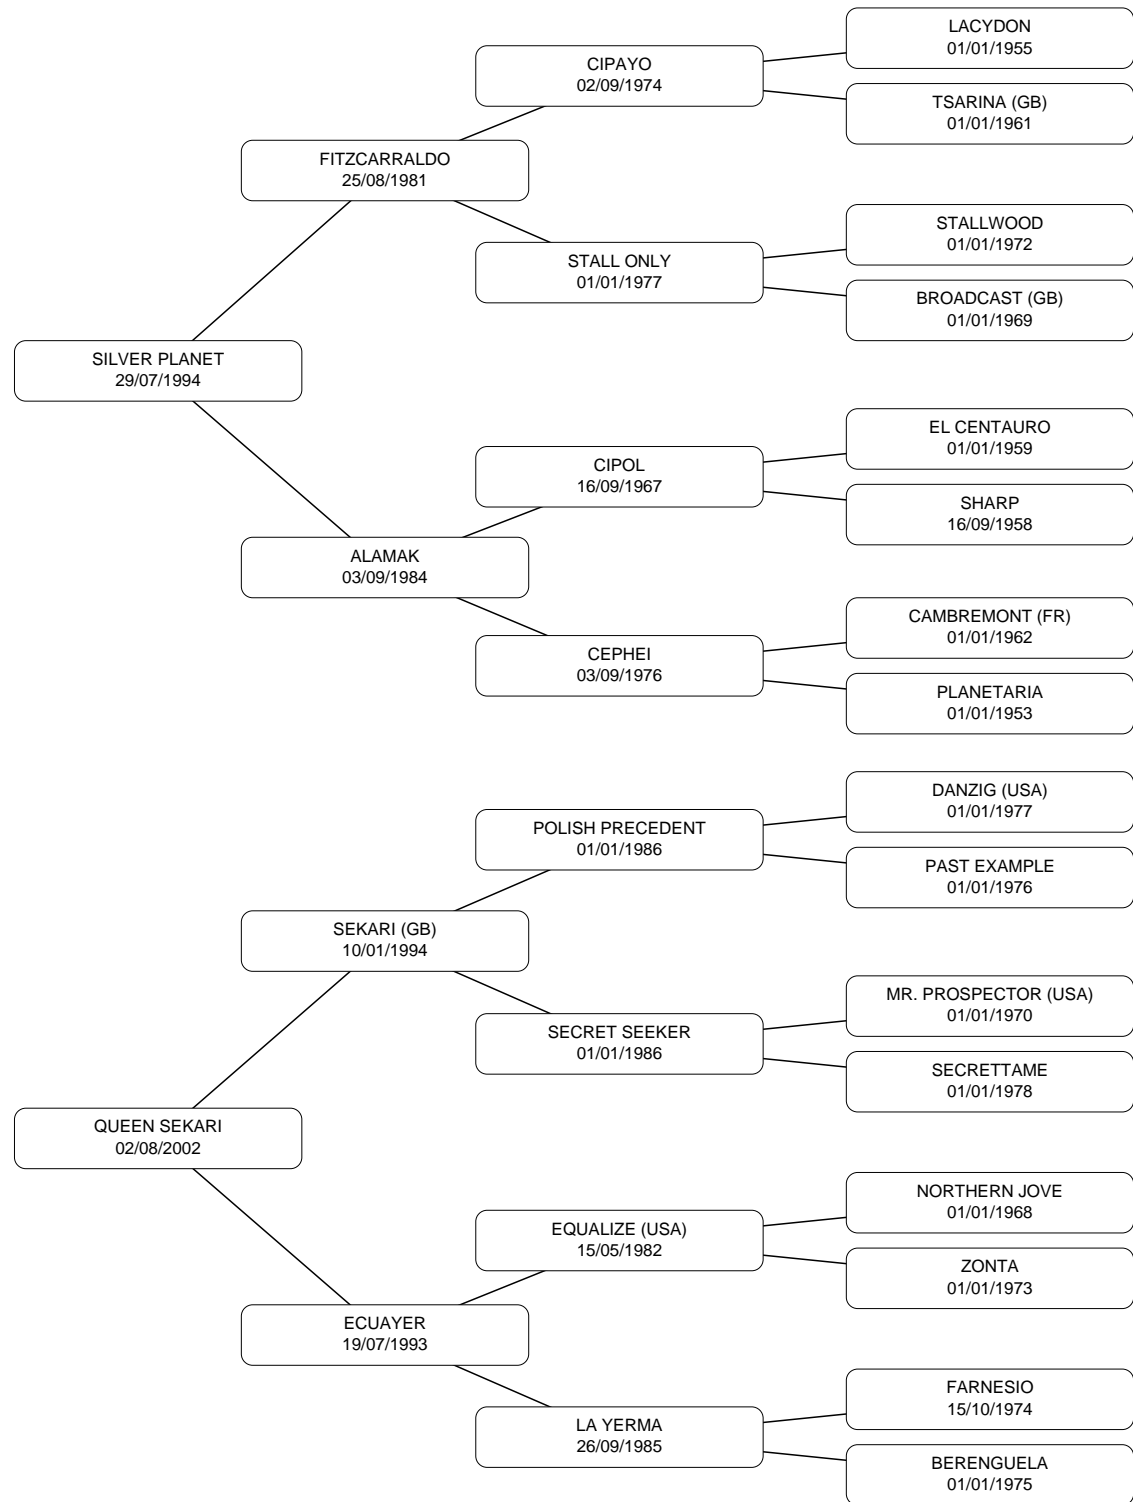 LACYDON
01/01/1955
CIPAYO
02/09/1974
TSARINA (GB)
01/01/1961
FITZCARRALDO
25/08/1981
STALLWOOD
01/01/1972
STALL ONLY
01/01/1977
BROADCAST (GB)
01/01/1969
SILVER PLANET
29/07/1994
EL CENTAURO
01/01/1959
CIPOL
16/09/1967
SHARP
16/09/1958
ALAMAK
03/09/1984
CAMBREMONT (FR)
01/01/1962
CEPHEI
03/09/1976
PLANETARIA
01/01/1953
DANZIG (USA)
01/01/1977
POLISH PRECEDENT
01/01/1986
PAST EXAMPLE
01/01/1976
SEKARI (GB)
10/01/1994
MR. PROSPECTOR (USA)
01/01/1970
SECRET SEEKER
01/01/1986
SECRETTAME
01/01/1978
QUEEN SEKARI
02/08/2002
NORTHERN JOVE
01/01/1968
EQUALIZE (USA)
15/05/1982
ZONTA
01/01/1973
ECUAYER
19/07/1993
FARNESIO
15/10/1974
LA YERMA
26/09/1985
BERENGUELA
01/01/1975